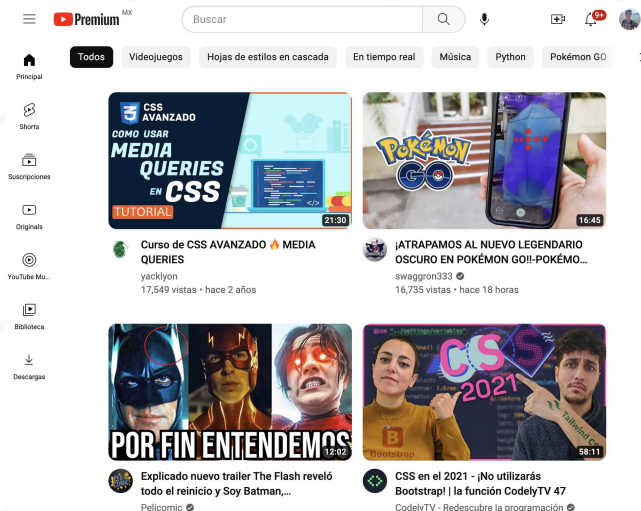 Premium MX
Buscar
9+
Todos
Videojuegos
Hojas de estilos en cascada
En tiempo real
Música
Python
Pokémon GO
Principal
Shorts
Suscripciones
Originals
YouTube Mu...
Biblioteca
Descargas
CSS
AVANZADO
COMO USAR
MEDIA
QUERIES
EN CSS
TUTORIAL
21:30
Curso de CSS AVANZADO 🔥 MEDIA
QUERIES
yacklyon
17,549 vistas • hace 2 años
POKéMON
GO
16:45
¡ATRAPAMOS AL NUEVO LEGENDARIO
OSCURO EN POKÉMON GO!!-POKÉMO...
swaggron333
16,735 vistas • hace 18 horas
POR FIN ENTENDEMOS
12:02
Explicado nuevo trailer The Flash reveló
todo el reinicio y Soy Batman,...
Pelicomic
CSS
2021
Bootstrap
Tailwind CSS
58:11
CSS en el 2021 - ¡No utilizarás
Bootstrap! | la función CodelyTV 47
CodelyTV - Redescubre la programación